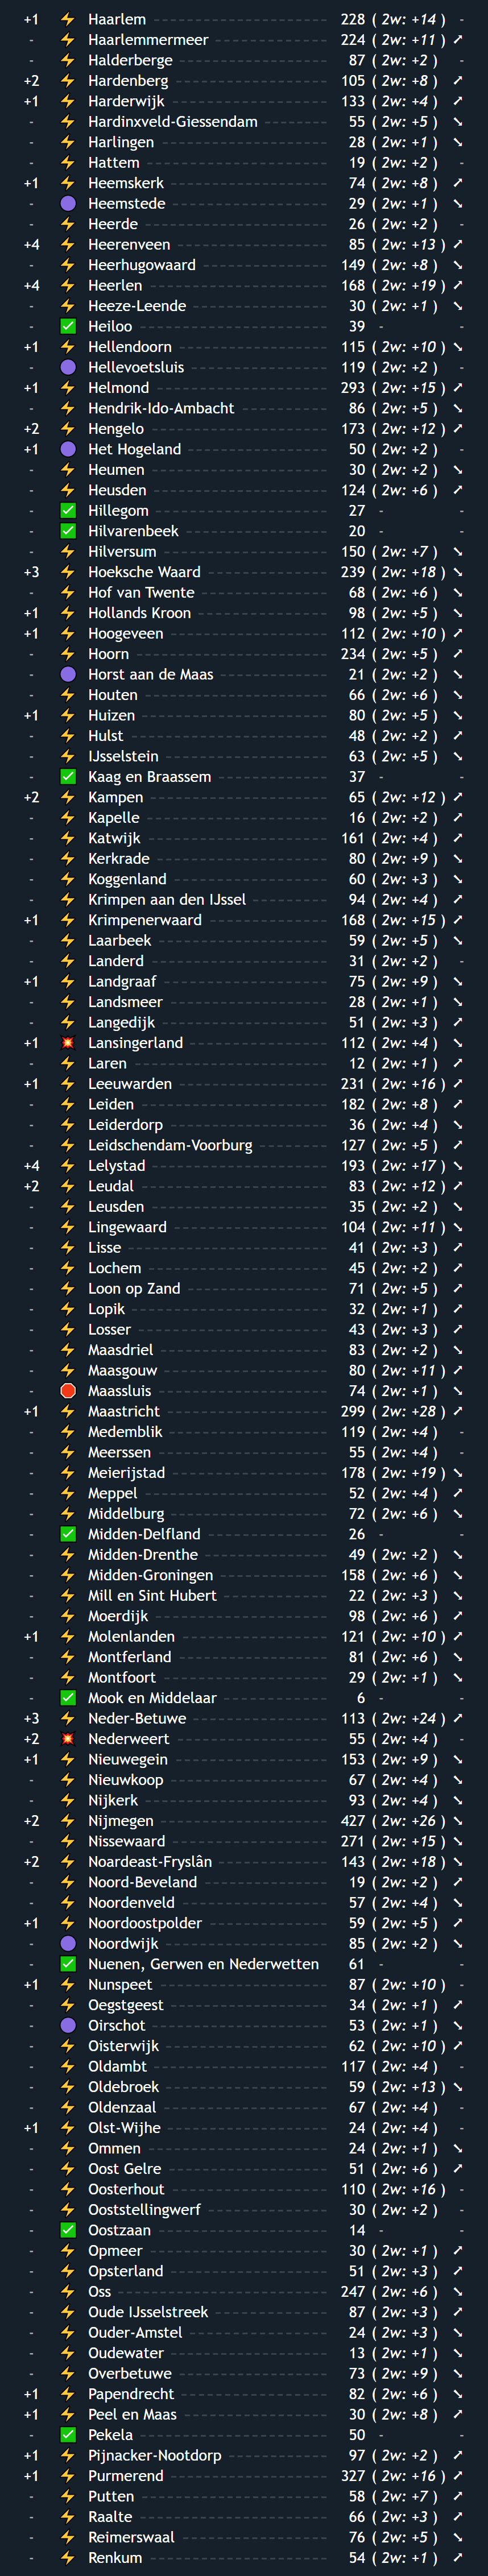 +1 ⚡ Haarlem 228 ( 2w: +14 ) -
- ⚡ Haarlemmermeer 224 ( 2w: +11 ) ➚
- ⚡ Halderberge 87 ( 2w: +2 ) -
+2 ⚡ Hardenberg 105 ( 2w: +8 ) ➚
+1 ⚡ Harderwijk 133 ( 2w: +4 ) ➚
- ⚡ Hardinxveld-Giessendam 55 ( 2w: +5 ) ➘
- ⚡ Harlingen 28 ( 2w: +1 ) ➘
- ⚡ Hattem 19 ( 2w: +2 ) -
+1 ⚡ Heemskerk 74 ( 2w: +8 ) ➚
- 🟣 Heemstede 29 ( 2w: +1 ) ➘
- ⚡ Heerde 26 ( 2w: +2 ) -
+4 ⚡ Heerenveen 85 ( 2w: +13 ) ➚
- ⚡ Heerhugowaard 149 ( 2w: +8 ) ➘
+4 ⚡ Heerlen 168 ( 2w: +19 ) ➚
- ⚡ Heeze-Leende 30 ( 2w: +1 ) ➘
- ✅ Heiloo 39 - -
+1 ⚡ Hellendoorn 115 ( 2w: +10 ) ➘
- 🟣 Hellevoetsluis 119 ( 2w: +2 ) -
+1 ⚡ Helmond 293 ( 2w: +15 ) ➚
- ⚡ Hendrik-Ido-Ambacht 86 ( 2w: +5 ) ➘
+2 ⚡ Hengelo 173 ( 2w: +12 ) ➚
+1 🟣 Het Hogeland 50 ( 2w: +2 ) -
- ⚡ Heumen 30 ( 2w: +2 ) ➘
- ⚡ Heusden 124 ( 2w: +6 ) ➚
- ✅ Hillegom 27 - -
- ✅ Hilvarenbeek 20 - -
- ⚡ Hilversum 150 ( 2w: +7 ) ➘
+3 ⚡ Hoeksche Waard 239 ( 2w: +18 ) ➘
- ⚡ Hof van Twente 68 ( 2w: +6 ) ➘
+1 ⚡ Hollands Kroon 98 ( 2w: +5 ) ➘
+1 ⚡ Hoogeveen 112 ( 2w: +10 ) ➚
- ⚡ Hoorn 234 ( 2w: +5 ) ➚
- 🟣 Horst aan de Maas 21 ( 2w: +2 ) ➘
- ⚡ Houten 66 ( 2w: +6 ) ➘
+1 ⚡ Huizen 80 ( 2w: +5 ) ➘
- ⚡ Hulst 48 ( 2w: +2 ) ➚
- ⚡ IJsselstein 63 ( 2w: +5 ) ➘
- ✅ Kaag en Braassem 37 - -
+2 ⚡ Kampen 65 ( 2w: +12 ) ➚
- ⚡ Kapelle 16 ( 2w: +2 ) ➚
- ⚡ Katwijk 161 ( 2w: +4 ) ➚
- ⚡ Kerkrade 80 ( 2w: +9 ) ➘
- ⚡ Koggenland 60 ( 2w: +3 ) ➘
- ⚡ Krimpen aan den IJssel 94 ( 2w: +4 ) ➚
+1 ⚡ Krimpenerwaard 168 ( 2w: +15 ) ➚
- ⚡ Laarbeek 59 ( 2w: +5 ) ➘
- ⚡ Landerd 31 ( 2w: +2 ) -
+1 ⚡ Landgraaf 75 ( 2w: +9 ) ➘
- ⚡ Landsmeer 28 ( 2w: +1 ) ➘
- ⚡ Langedijk 51 ( 2w: +3 ) ➚
+1 💥 Lansingerland 112 ( 2w: +4 ) ➘
- ⚡ Laren 12 ( 2w: +1 ) ➚
+1 ⚡ Leeuwarden 231 ( 2w: +16 ) ➚
- ⚡ Leiden 182 ( 2w: +8 ) ➚
- ⚡ Leiderdorp 36 ( 2w: +4 ) ➘
- ⚡ Leidschendam-Voorburg 127 ( 2w: +5 ) ➚
+4 ⚡ Lelystad 193 ( 2w: +17 ) ➘
+2 ⚡ Leudal 83 ( 2w: +12 ) ➚
- ⚡ Leusden 35 ( 2w: +2 ) ➘
- ⚡ Lingewaard 104 ( 2w: +11 ) ➘
- ⚡ Lisse 41 ( 2w: +3 ) ➚
- ⚡ Lochem 45 ( 2w: +2 ) ➚
- ⚡ Loon op Zand 71 ( 2w: +5 ) ➚
- ⚡ Lopik 32 ( 2w: +1 ) ➚
- ⚡ Losser 43 ( 2w: +3 ) ➚
- ⚡ Maasdriel 83 ( 2w: +2 ) ➘
- ⚡ Maasgouw 80 ( 2w: +11 ) ➚
- 🛑 Maassluis 74 ( 2w: +1 ) ➘
+1 ⚡ Maastricht 299 ( 2w: +28 ) ➚
- ⚡ Medemblik 119 ( 2w: +4 ) -
- ⚡ Meerssen 55 ( 2w: +4 ) -
- ⚡ Meierijstad 178 ( 2w: +19 ) ➘
- ⚡ Meppel 52 ( 2w: +4 ) ➚
- ⚡ Middelburg 72 ( 2w: +6 ) ➘
- ✅ Midden-Delfland 26 - -
- ⚡ Midden-Drenthe 49 ( 2w: +2 ) ➘
- ⚡ Midden-Groningen 158 ( 2w: +6 ) ➘
- ⚡ Mill en Sint Hubert 22 ( 2w: +3 ) ➘
- ⚡ Moerdijk 98 ( 2w: +6 ) ➚
+1 ⚡ Molenlanden 121 ( 2w: +10 ) ➚
- ⚡ Montferland 81 ( 2w: +6 ) ➘
- ⚡ Montfoort 29 ( 2w: +1 ) ➘
- ✅ Mook en Middelaar 6 - -
+3 ⚡ Neder-Betuwe 113 ( 2w: +24 ) ➚
+2 💥 Nederweert 55 ( 2w: +4 ) -
+1 ⚡ Nieuwegein 153 ( 2w: +9 ) ➘
- ⚡ Nieuwkoop 67 ( 2w: +4 ) ➘
- ⚡ Nijkerk 93 ( 2w: +4 ) ➘
+2 ⚡ Nijmegen 427 ( 2w: +26 ) ➘
- ⚡ Nissewaard 271 ( 2w: +15 ) ➘
+2 ⚡ Noardeast-Fryslân 143 ( 2w: +18 ) ➘
- ⚡ Noord-Beveland 19 ( 2w: +2 ) ➚
- ⚡ Noordenveld 57 ( 2w: +4 ) ➘
+1 ⚡ Noordoostpolder 59 ( 2w: +5 ) ➚
- 🟣 Noordwijk 85 ( 2w: +2 ) ➘
- ✅ Nuenen, Gerwen en Nederwetten 61 - -
+1 ⚡ Nunspeet 87 ( 2w: +10 ) -
- ⚡ Oegstgeest 34 ( 2w: +1 ) ➚
- 🟣 Oirschot 53 ( 2w: +1 ) ➘
- ⚡ Oisterwijk 62 ( 2w: +10 ) ➚
- ⚡ Oldambt 117 ( 2w: +4 ) -
- ⚡ Oldebroek 59 ( 2w: +13 ) ➘
- ⚡ Oldenzaal 67 ( 2w: +4 ) -
+1 ⚡ Olst-Wijhe 24 ( 2w: +4 ) -
- ⚡ Ommen 24 ( 2w: +1 ) ➘
- ⚡ Oost Gelre 51 ( 2w: +6 ) ➚
- ⚡ Oosterhout 110 ( 2w: +16 ) -
- ⚡ Ooststellingwerf 30 ( 2w: +2 ) -
- ✅ Oostzaan 14 - -
- ⚡ Opmeer 30 ( 2w: +1 ) ➚
- ⚡ Opsterland 51 ( 2w: +3 ) ➚
- ⚡ Oss 247 ( 2w: +6 ) ➘
- ⚡ Oude IJsselstreek 87 ( 2w: +3 ) ➚
- ⚡ Ouder-Amstel 24 ( 2w: +3 ) ➘
- ⚡ Oudewater 13 ( 2w: +1 ) ➘
- ⚡ Overbetuwe 73 ( 2w: +9 ) ➘
+1 ⚡ Papendrecht 82 ( 2w: +6 ) ➘
+1 ⚡ Peel en Maas 30 ( 2w: +8 ) ➚
- ✅ Pekela 50 - -
+1 ⚡ Pijnacker-Nootdorp 97 ( 2w: +2 ) ➚
+1 ⚡ Purmerend 327 ( 2w: +16 ) ➚
- ⚡ Putten 58 ( 2w: +7 ) ➚
- ⚡ Raalte 66 ( 2w: +3 ) ➚
- ⚡ Reimerswaal 76 ( 2w: +5 ) ➘
- ⚡ Renkum 54 ( 2w: +1 ) ➚